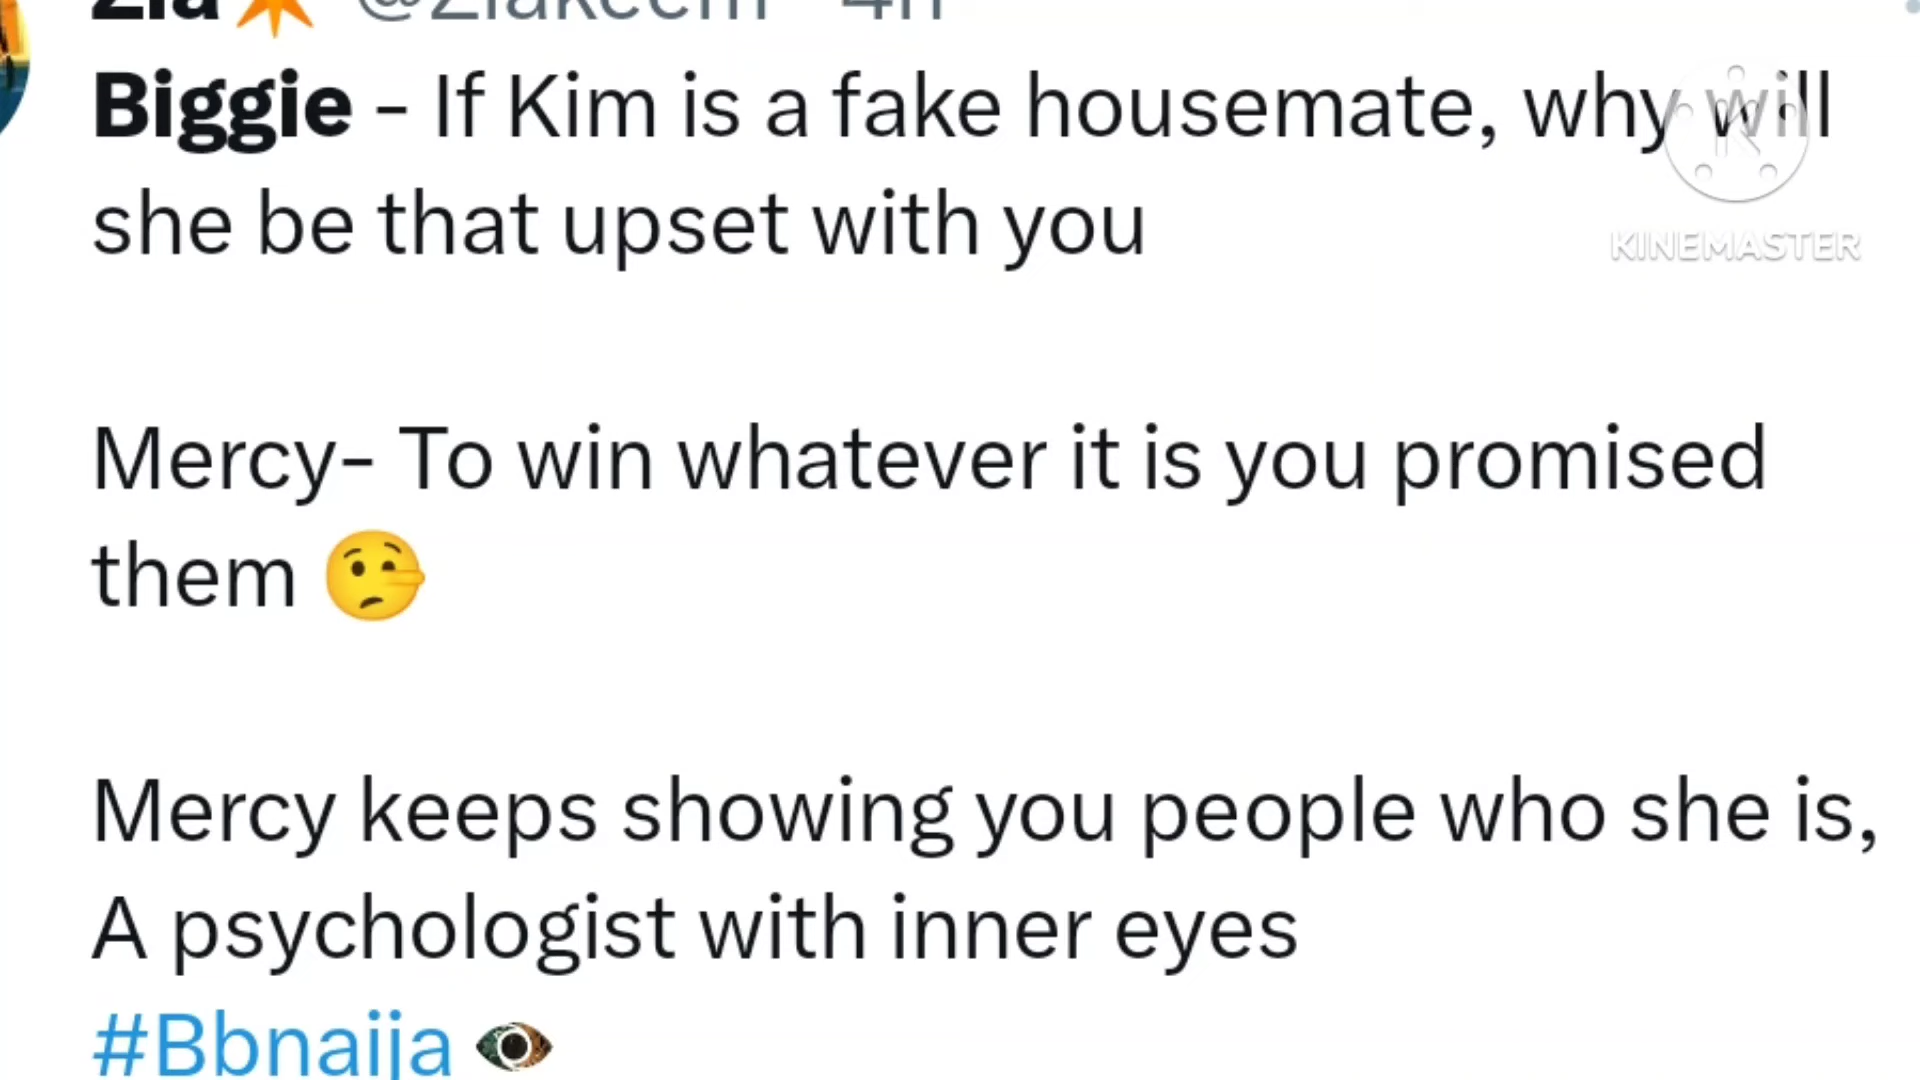 Biggie - If Kim is a fake housemate, why will
she be that upset with you
KINEMASTER
Mercy- To win whatever it is you promised
them 🤥
Mercy keeps showing you people who she is,
A psychologist with inner eyes
#Bbnaija